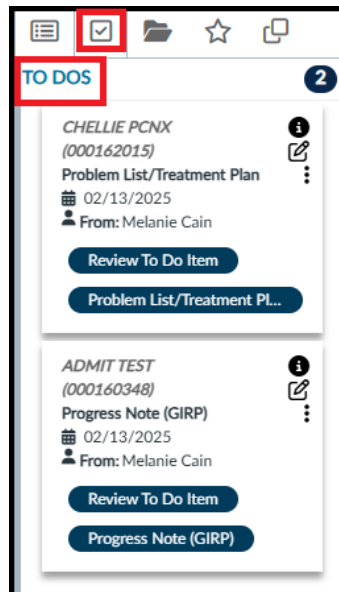 TO DOS 2
CHELLIE PCNX
(000162015)
Problem List/Treatment Plan
02/13/2025
From: Melanie Cain
Review To Do Item
Problem List/Treatment Pl...
ADMIT TEST
(000160348)
Progress Note (GIRP)
02/13/2025
From: Melanie Cain
Review To Do Item
Progress Note (GIRP)